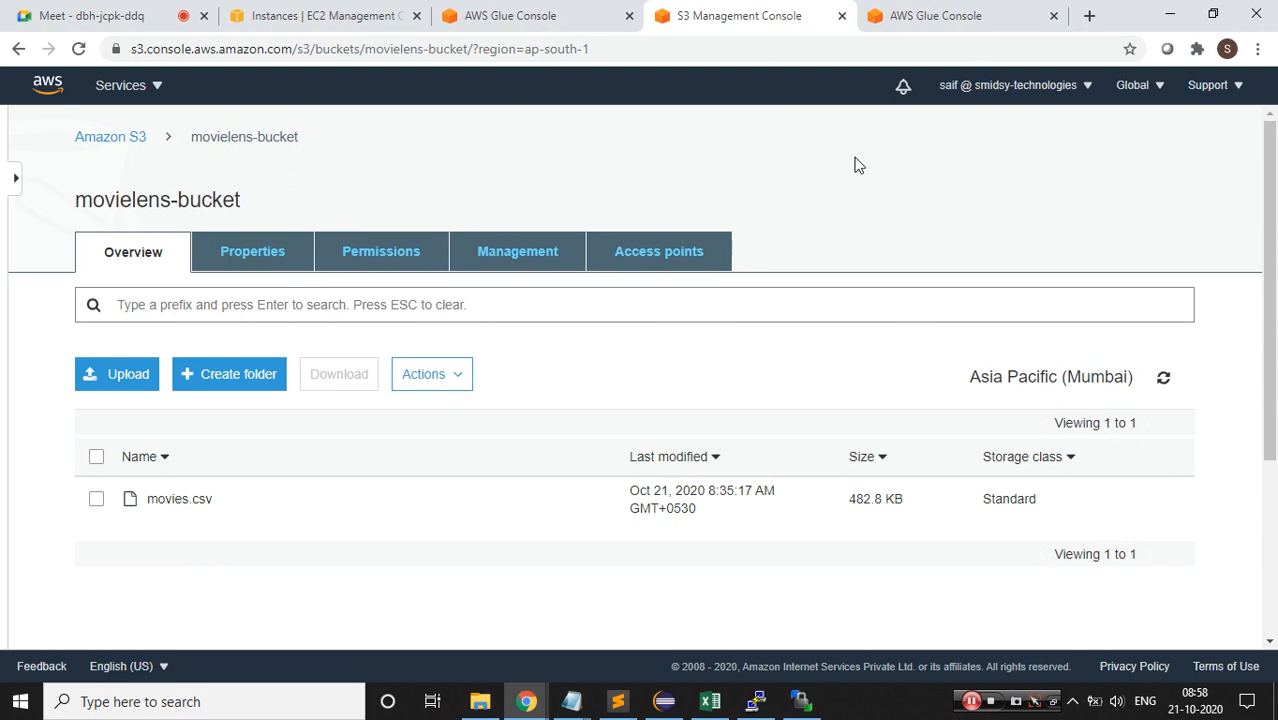 Meet - dbh-jcpk-ddq
Instances | EC2 Management C
AWS Glue Console
S3 Management Console
AWS Glue Console
s3.console.aws.amazon.com/s3/buckets/movielens-bucket/?region=ap-south-1
S
aws
Services
saif @ smidsy-technologies
Global
Support
Amazon S3
movielens-bucket
movielens-bucket
Overview
Properties
Permissions
Management
Access points
Type a prefix and press Enter to search. Press ESC to clear.
Upload
Create folder
Download
Actions
Asia Pacific (Mumbai)
Viewing 1 to 1
Name
Last modified
Size
Storage class
movies.csv
Oct 21, 2020 8:35:17 AM
GMT+0530
482.8 KB
Standard
Viewing 1 to 1
Feedback
English (US)
© 2008 - 2020, Amazon Internet Services Private Ltd. or its affiliates. All rights reserved.
Privacy Policy
Terms of Use
Type here to search
ENG
08:58
21-10-2020